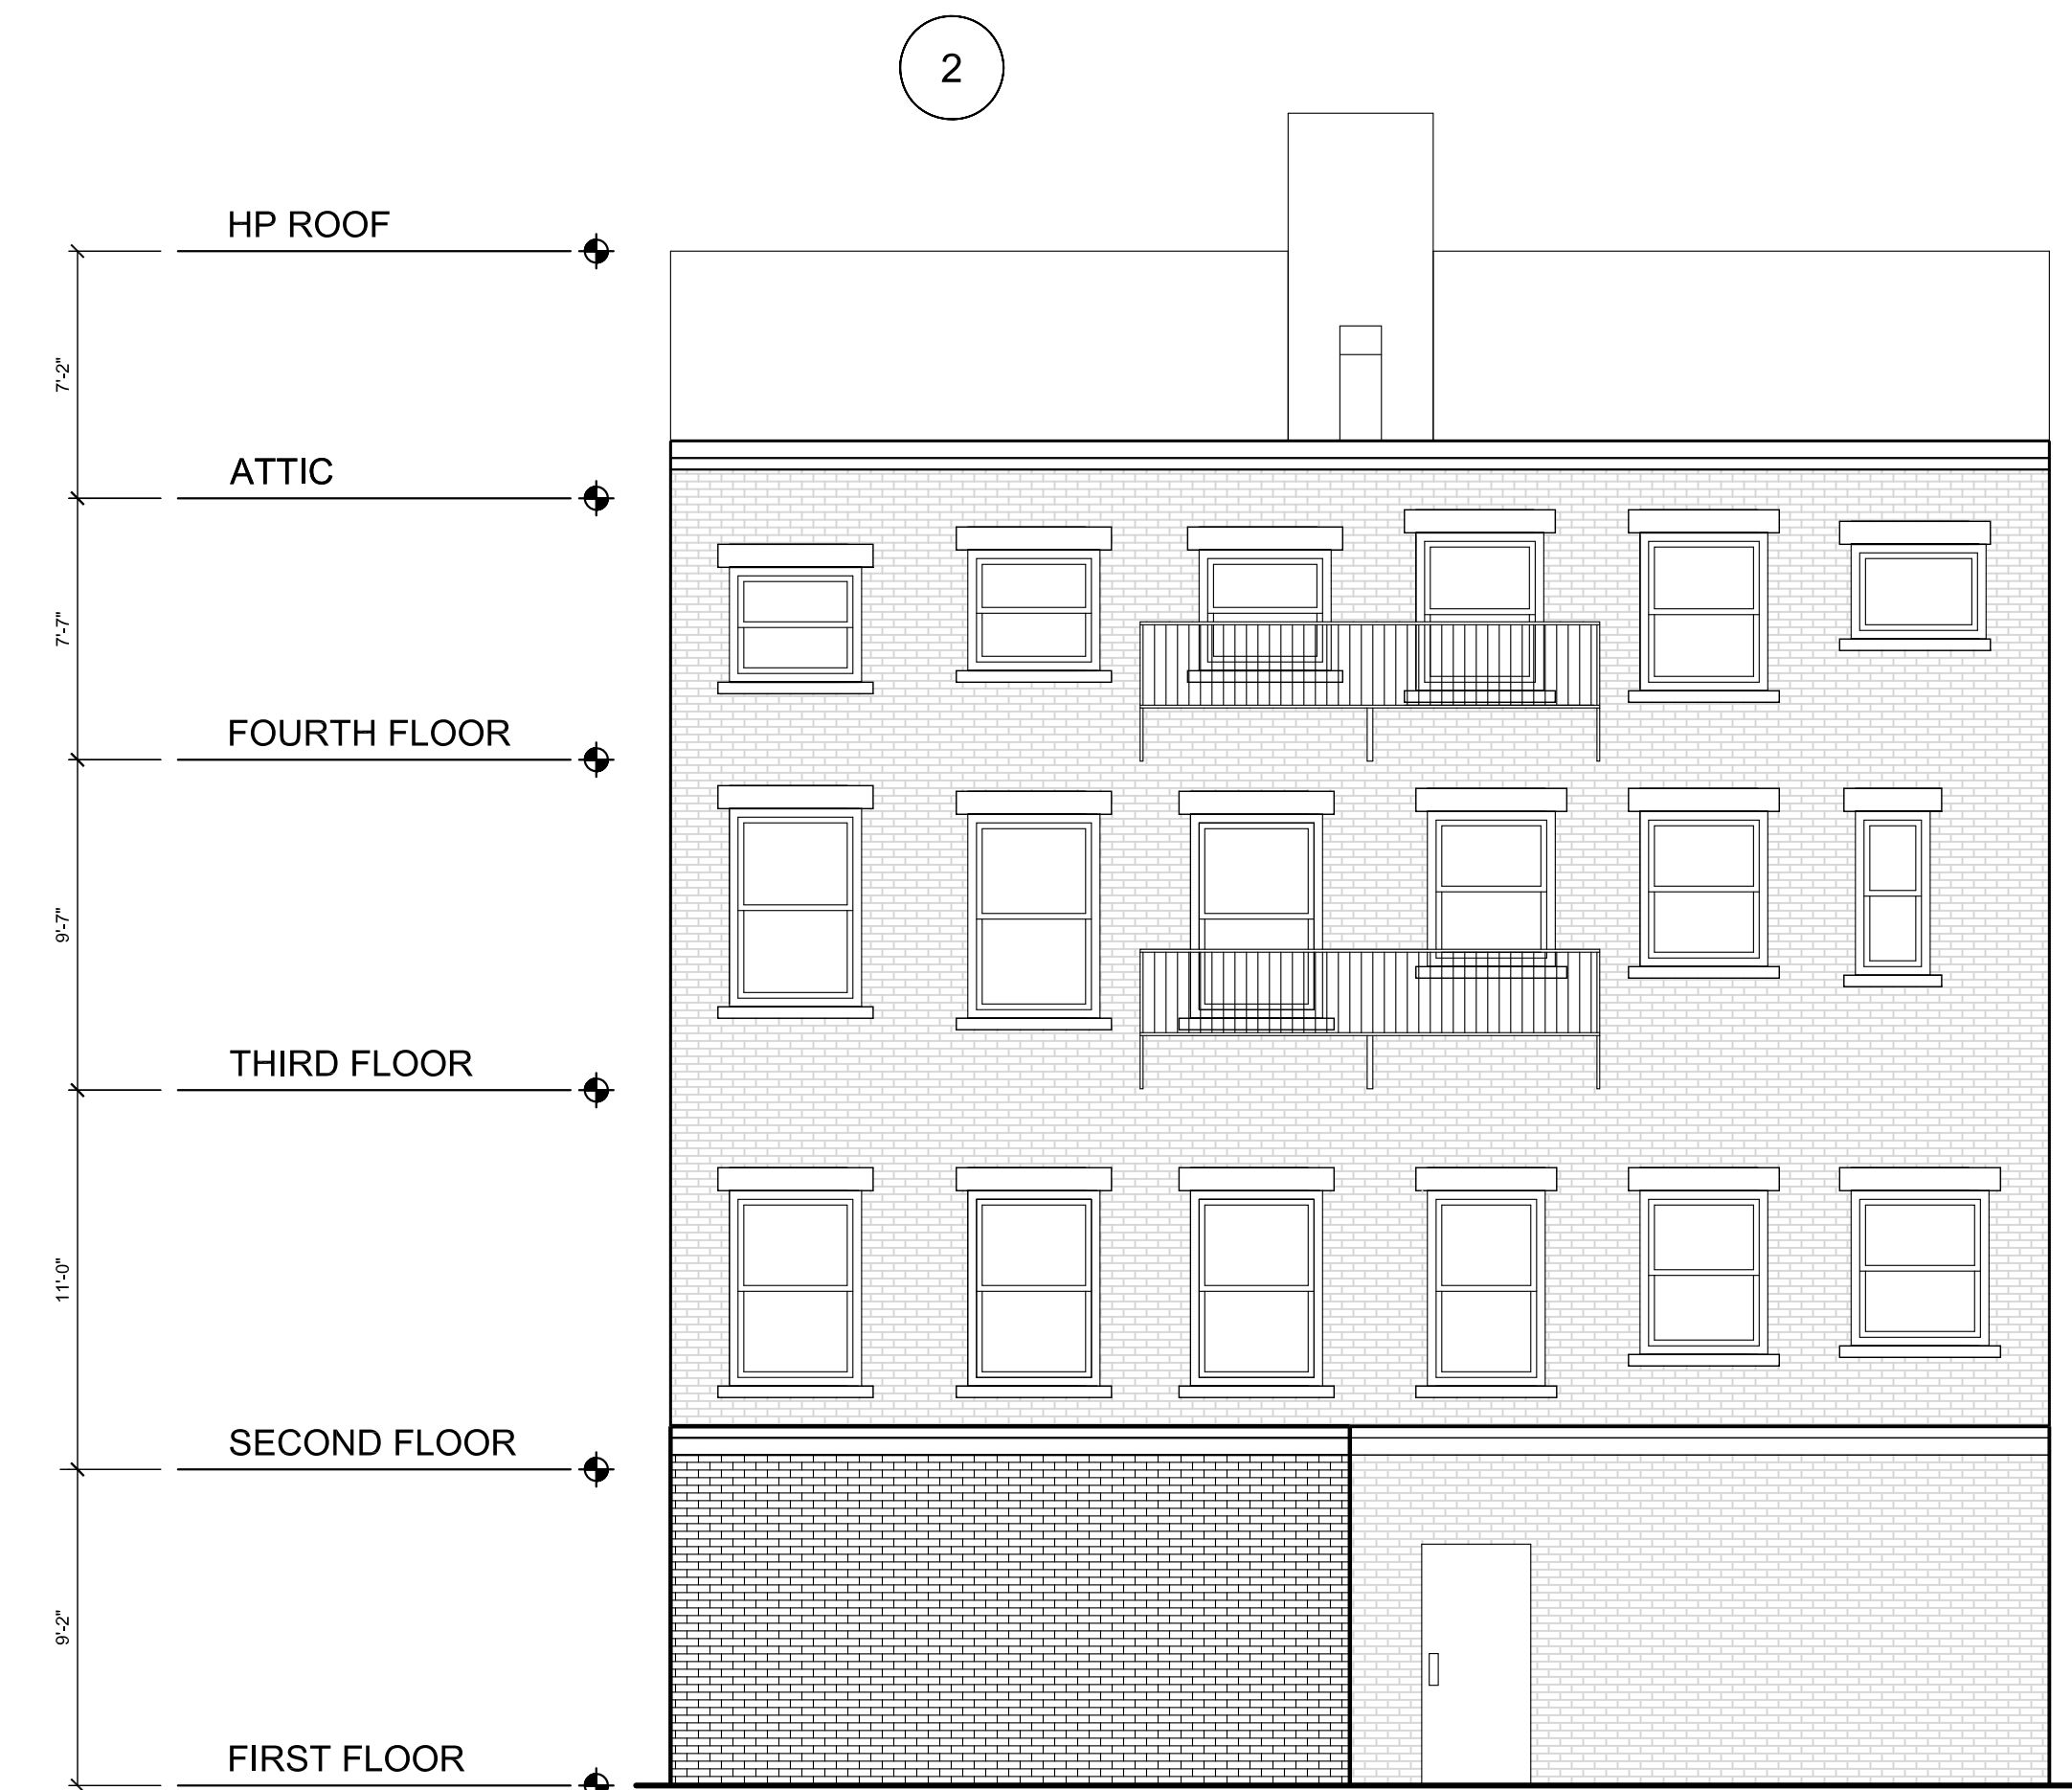 2
HP ROOF
7'-2"
ATTIC
7'-7"
FOURTH FLOOR
9'-7"
THIRD FLOOR
11'-0"
SECOND FLOOR
9'-2"
FIRST FLOOR